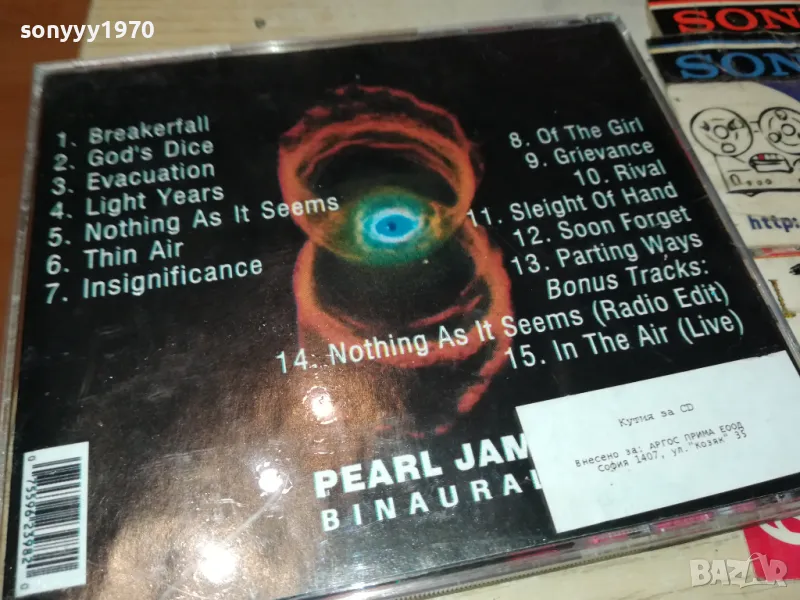 sonyyy1970
SON
SON
1. Breakerfall
2. God's Dice
3. Evacuation
4. Light Years
5. Nothing As It Seems
6. Thin Air
7. Insignificance
8. Of The Girl
9. Grievance
10. Rival
11. Sleight Of Hand
12. Soon Forget
13. Parting Ways
Bonus Tracks:
14. Nothing As It Seems (Radio Edit)
15. In The Air (Live)
http:
Кутия за CD
Внесено за: АРГОС ПРИМА ЕООД
София 1407, ул."Козяк" 35
PEARL JAM
BINAURAL
BAZAR